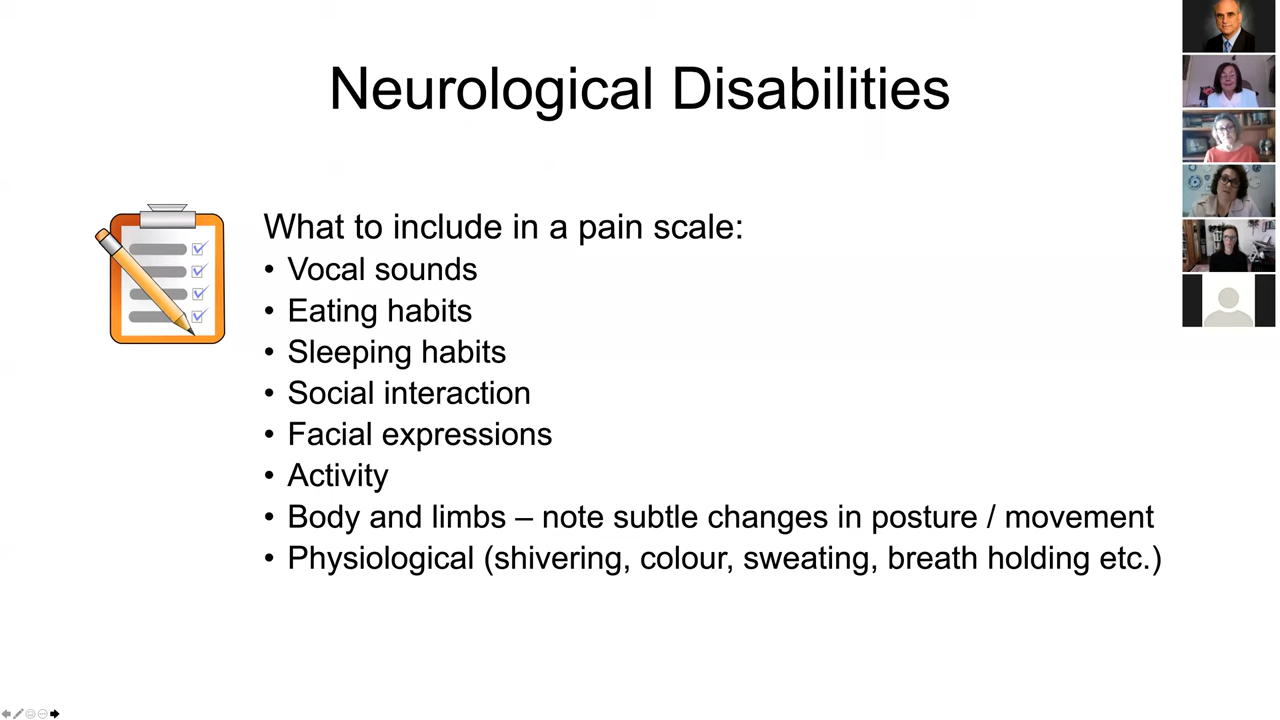 Neurological Disabilities
What to include in a pain scale:
• Vocal sounds
• Eating habits
• Sleeping habits
• Social interaction
• Facial expressions
• Activity
• Body and limbs – note subtle changes in posture / movement
• Physiological (shivering, colour, sweating, breath holding etc.)